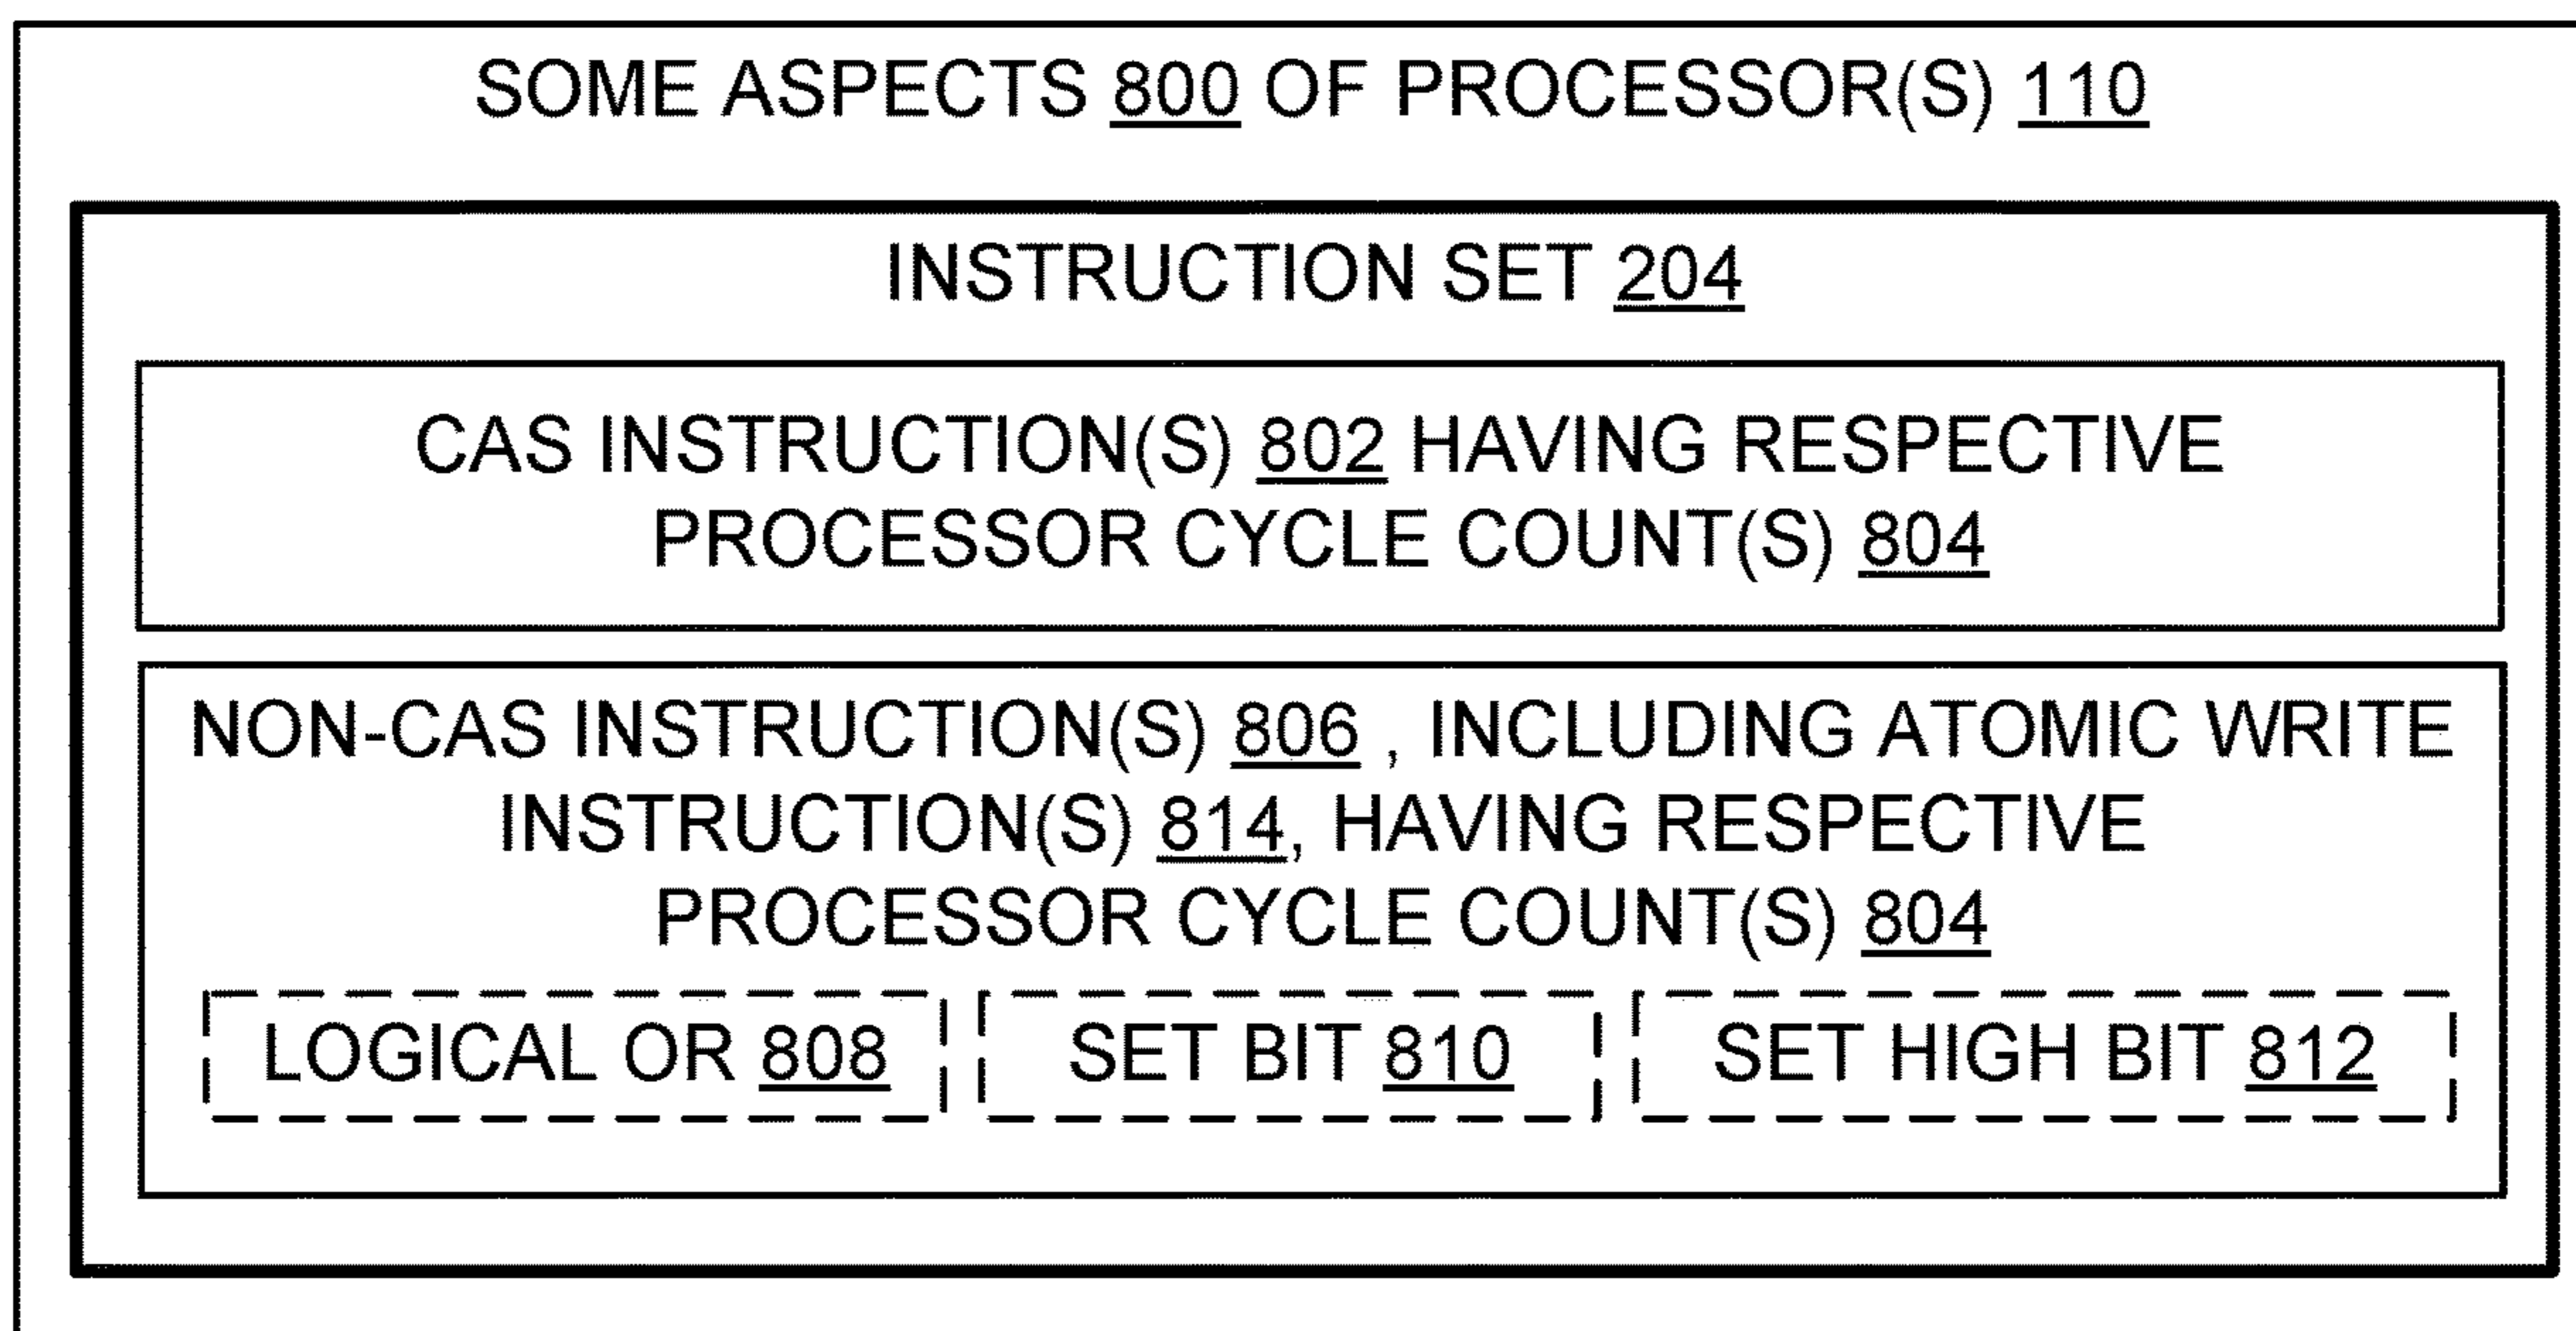 SOME ASPECTS 800 OF PROCESSOR(S) 110
INSTRUCTION SET 204
CAS INSTRUCTION(S) 802 HAVING RESPECTIVE
PROCESSOR CYCLE COUNT(S) 804
NON-CAS INSTRUCTION(S) 806 , INCLUDING ATOMIC WRITE
INSTRUCTION(S) 814, HAVING RESPECTIVE
PROCESSOR CYCLE COUNT(S) 804
LOGICAL OR 808 SET BIT 810 SET HIGH BIT 812